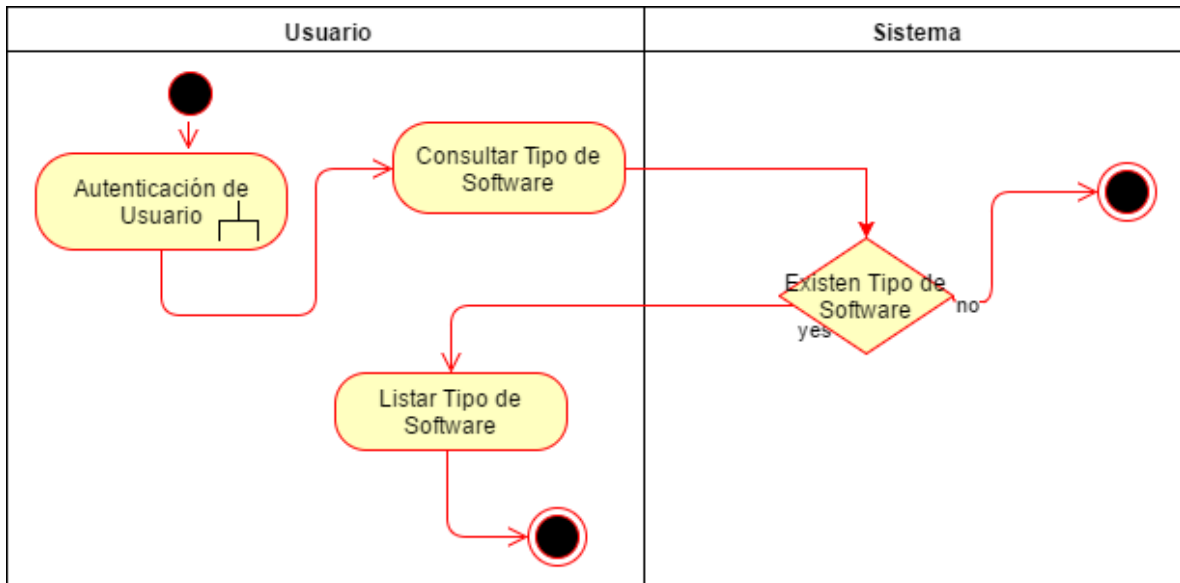 Usuario
Sistema
Autenticación de
Usuario
Consultar Tipo de
Software
Existen Tipo de
Software
no
yes
Listar Tipo de
Software